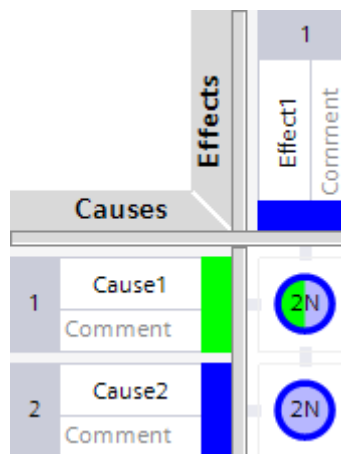 1
Effects
Effect1
Comment
Causes
1
Cause1
Comment
2N
2
Cause2
Comment
2N